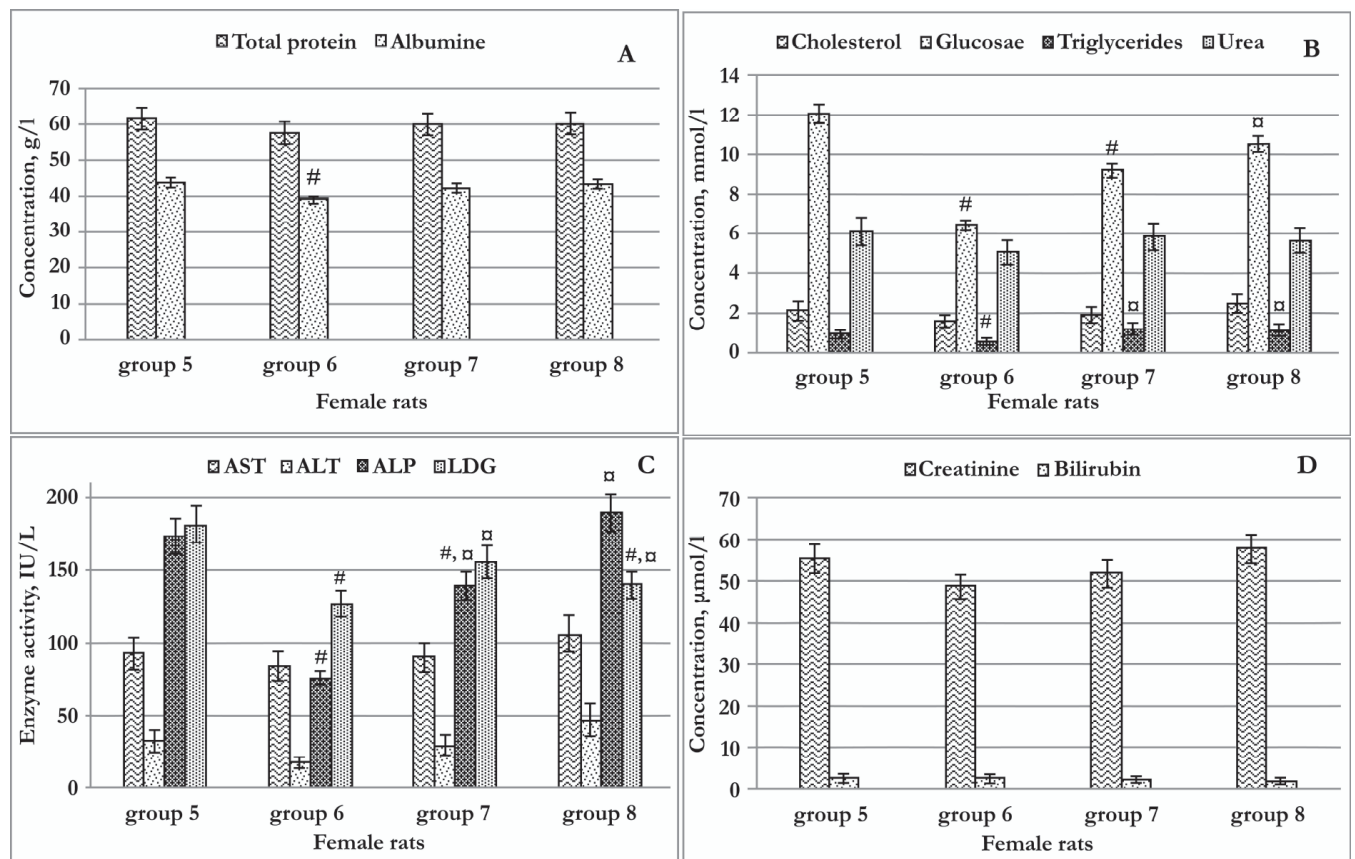 Total protein Albumine
A
70
60
50
40
30
20
10
0
Concentration, g/l
#
group 5 group 6 group 7 group 8
Female rats
Cholesterol Glucosae Triglycerides Urea
B
14
12
10
8
6
4
2
0
Concentration, mmol/l
# # # ¤ ¤ ¤
group 5 group 6 group 7 group 8
Female rats
AST ALT ALP LDG
C
200
150
100
50
0
Enzyme activity, IU/L
# # #, ¤ ¤ ¤ #, ¤
group 5 group 6 group 7 group 8
Female rats
Creatinine Bilirubin
D
70
60
50
40
30
20
10
0
Concentration, µmol/l
group 5 group 6 group 7 group 8
Female rats